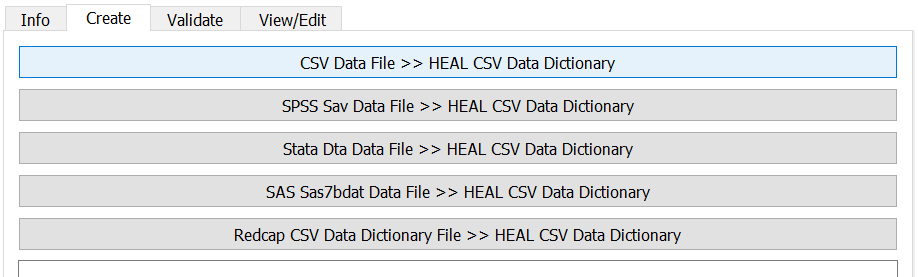 Info Create Validate View/Edit
CSV Data File >> HEAL CSV Data Dictionary
SPSS Sav Data File >> HEAL CSV Data Dictionary
Stata Dta Data File >> HEAL CSV Data Dictionary
SAS Sas7bdat Data File >> HEAL CSV Data Dictionary
Redcap CSV Data Dictionary File >> HEAL CSV Data Dictionary